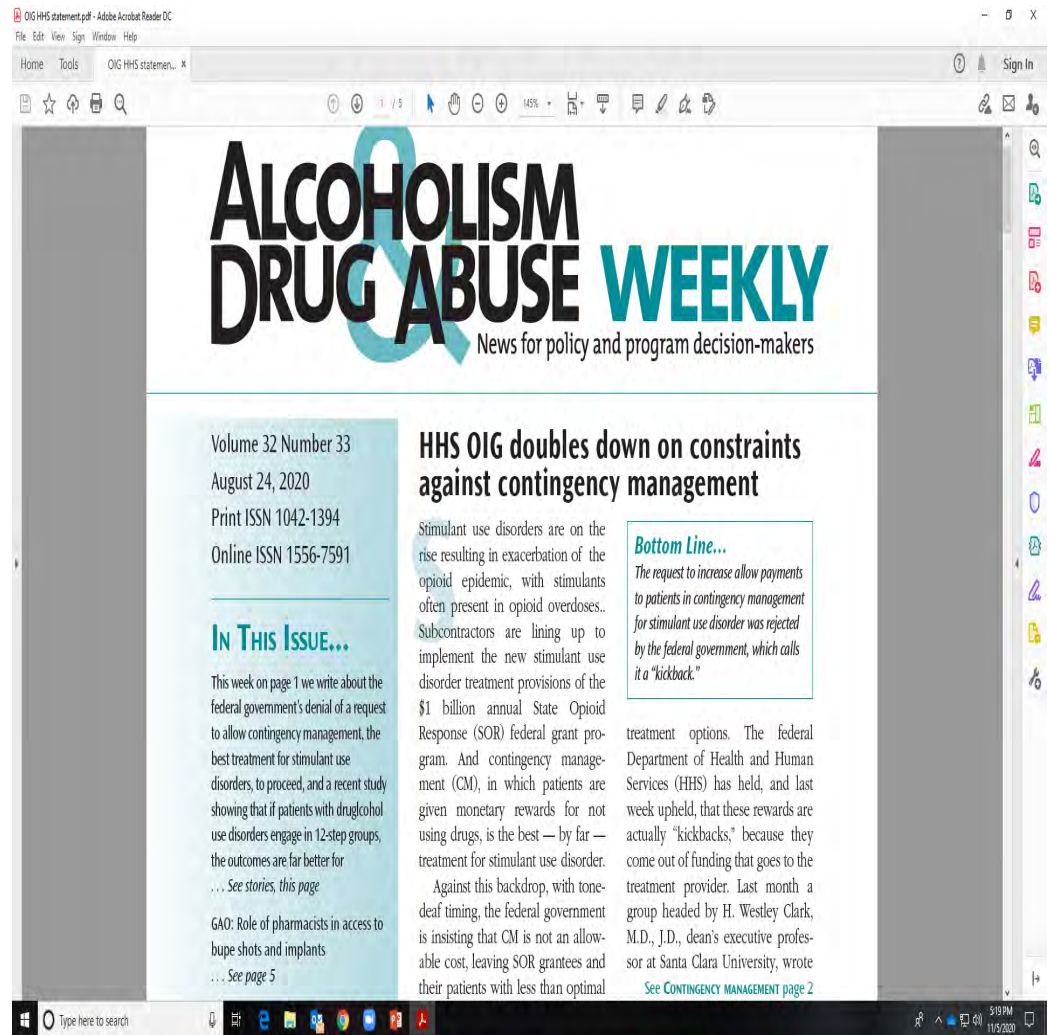 OIG HHS statement.pdf - Adobe Acrobat Reader DC
File Edit View Sign Window Help
Home Tools OIG HHS statemen... ×
Sign In
1 / 5
145%
ALCOHOLISM
&
DRUG ABUSE WEEKLY
News for policy and program decision-makers
Volume 32 Number 33
August 24, 2020
Print ISSN 1042-1394
Online ISSN 1556-7591
IN THIS ISSUE...
This week on page 1 we write about the
federal government's denial of a request
to allow contingency management, the
best treatment for stimulant use
disorders, to proceed, and a recent study
showing that if patients with druglcohol
use disorders engage in 12-step groups,
the outcomes are far better for
. . . See stories, this page
GAO: Role of pharmacists in access to
bupe shots and implants
. . . See page 5
HHS OIG doubles down on constraints
against contingency management
S
Stimulant use disorders are on the
rise resulting in exacerbation of the
opioid epidemic, with stimulants
often present in opioid overdoses..
Subcontractors are lining up to
implement the new stimulant use
disorder treatment provisions of the
$1 billion annual State Opioid
Response (SOR) federal grant pro-
gram. And contingency manage-
ment (CM), in which patients are
given monetary rewards for not
using drugs, is the best — by far —
treatment for stimulant use disorder.
Against this backdrop, with tone-
deaf timing, the federal government
is insisting that CM is not an allow-
able cost, leaving SOR grantees and
their patients with less than optimal
Bottom Line...
The request to increase allow payments
to patients in contingency management
for stimulant use disorder was rejected
by the federal government, which calls
it a "kickback."
treatment options. The federal
Department of Health and Human
Services (HHS) has held, and last
week upheld, that these rewards are
actually "kickbacks," because they
come out of funding that goes to the
treatment provider. Last month a
group headed by H. Westley Clark,
M.D., J.D., dean's executive profes-
sor at Santa Clara University, wrote
See CONTINGENCY MANAGEMENT page 2
Type here to search
5:19 PM
11/5/2020